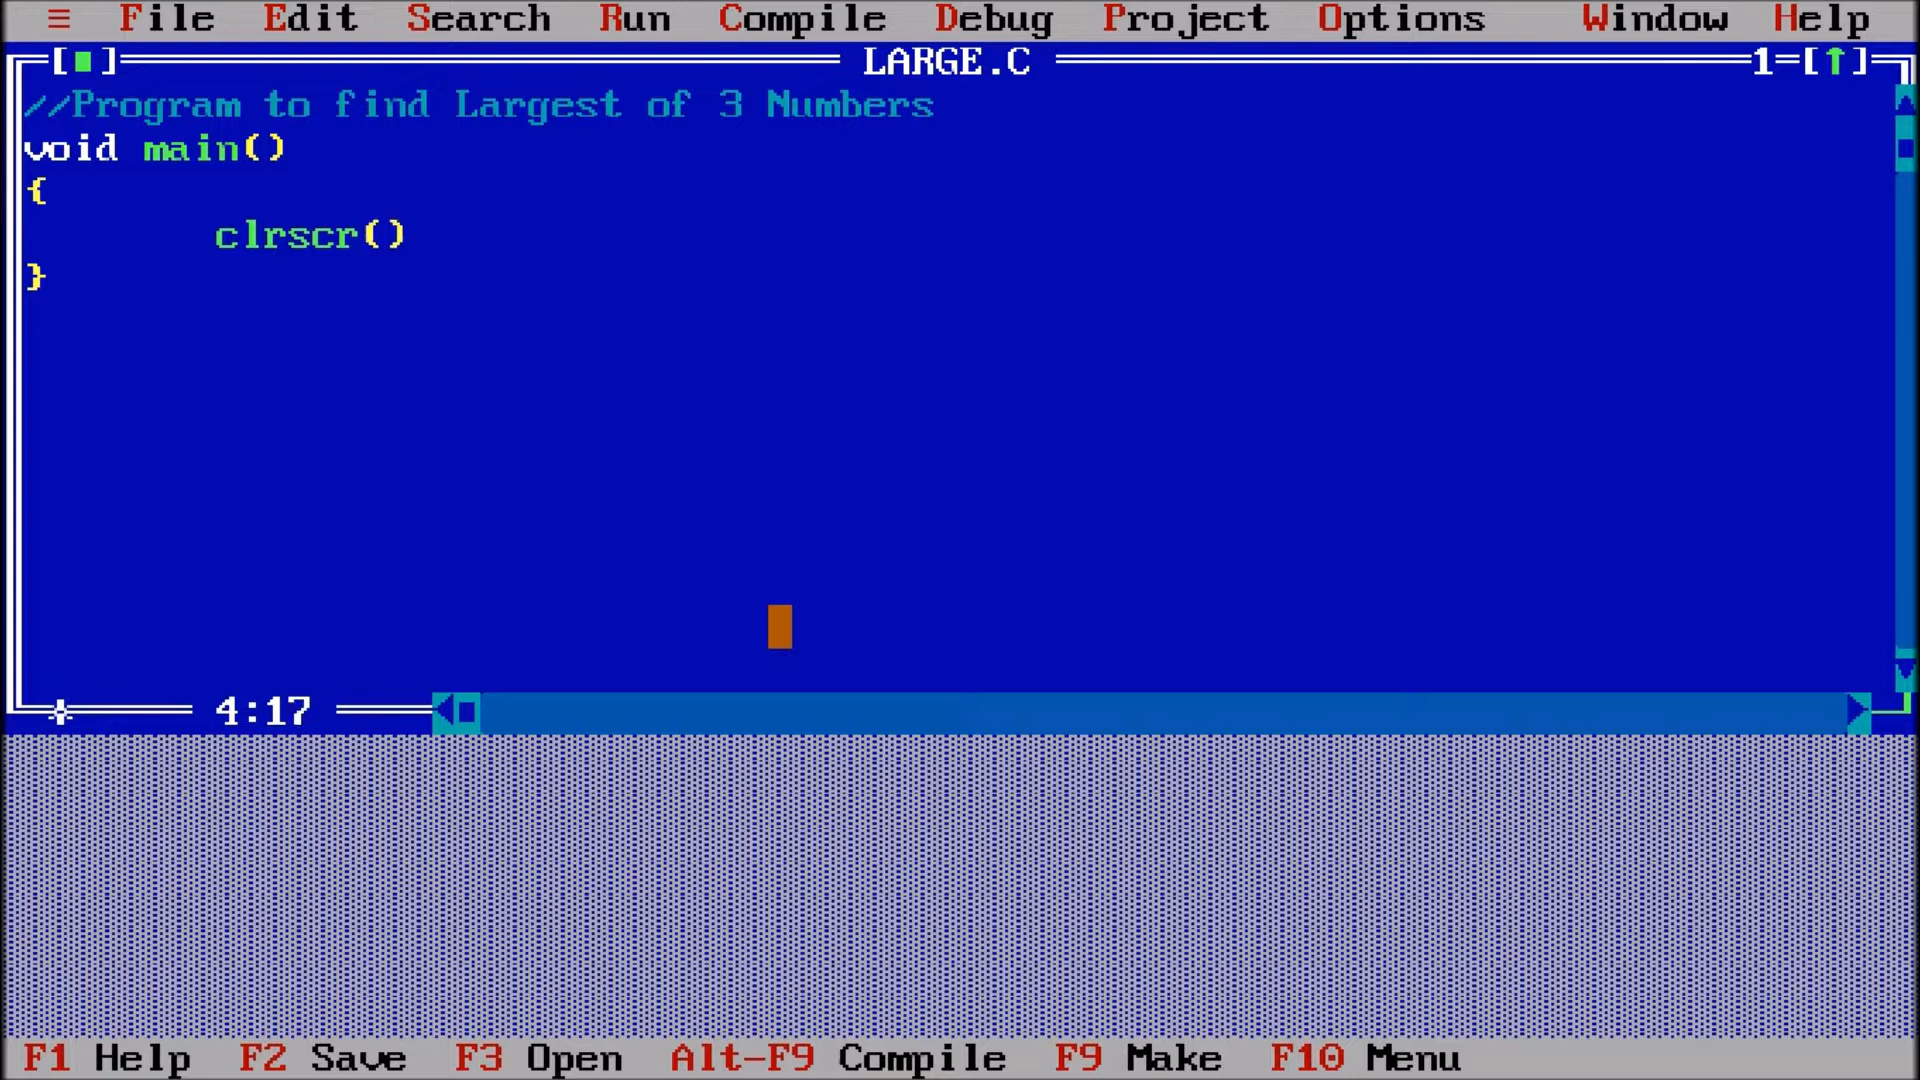 ≡ File Edit Search Run Compile Debug Project Options Window Help
[■] LARGE.C 1=[↑]
//Program to find Largest of 3 Numbers
void main()
{
clrscr()
}
4:17
F1 Help F2 Save F3 Open Alt-F9 Compile F9 Make F10 Menu